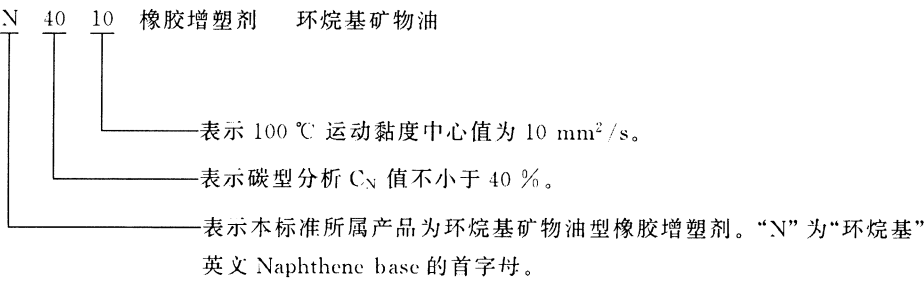 N 40 10 橡胶增塑剂 环烷基矿物油
表示 100 ℃ 运动黏度中心值为 10 mm²/s。
表示碳型分析 C_N 值不小于 40 %。
表示本标准所属产品为环烷基矿物油型橡胶增塑剂。“N”为“环烷基”
英文 Naphthene base 的首字母。